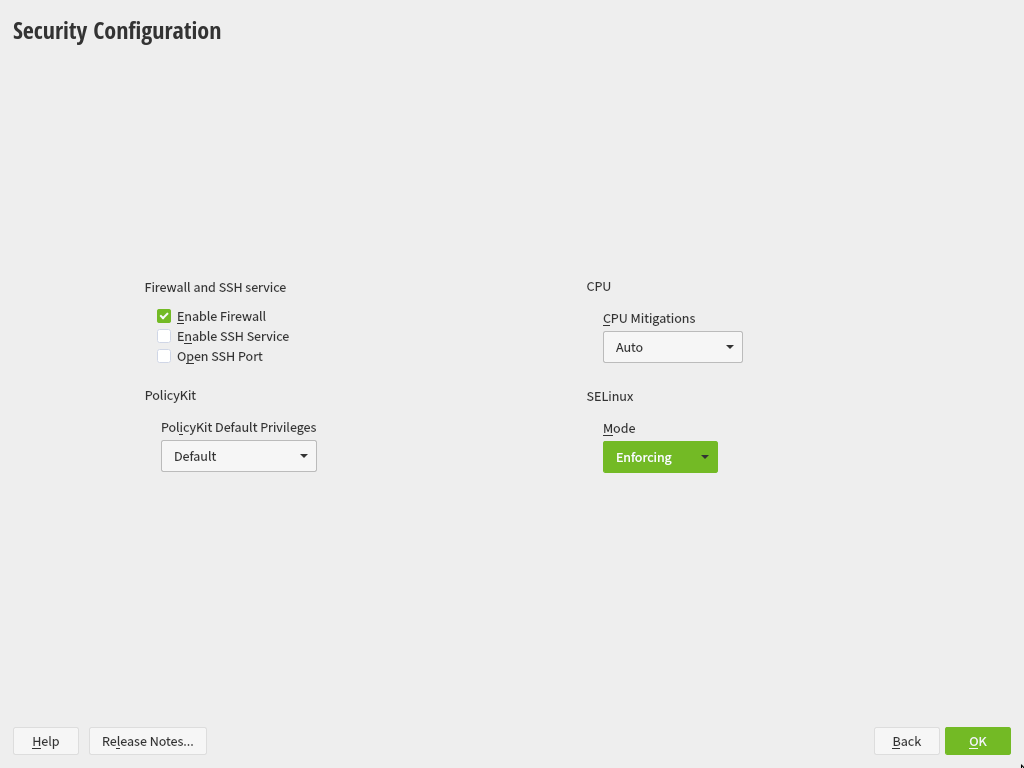 Security Configuration
Firewall and SSH service
Enable Firewall
Enable SSH Service
Open SSH Port
PolicyKit
PolicyKit Default Privileges
Default
CPU
CPU Mitigations
Auto
SELinux
Mode
Enforcing
Help
Release Notes...
Back
OK